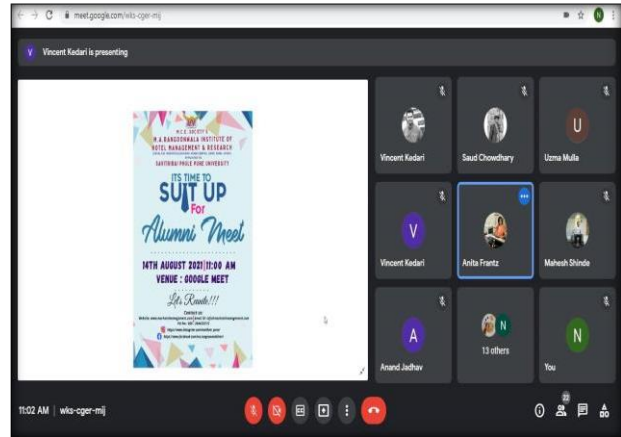 meet.google.com/wks-cger-mij
N
V
Vincent Kedari is presenting
M.C.E. SOCIETY'S
M.A.RANGOONWALA INSTITUTE OF
HOTEL MANAGEMENT & RESEARCH
SAVITRIBAI PHULE PUNE UNIVERSITY
ITS TIME TO
SUIT UP
For
Alumni Meet
14TH AUGUST 2021|11:00 AM
VENUE : GOOGLE MEET
Let's Reunite!!!
Contact us:
Vincent Kedari
Saud Chowdhary
U
Uzma Mulla
V
Vincent Kedari
Anita Frantz
Mahesh Shinde
A
Anand Jadhav
N
13 others
N
You
11:02 AM | wks-cger-mij
22